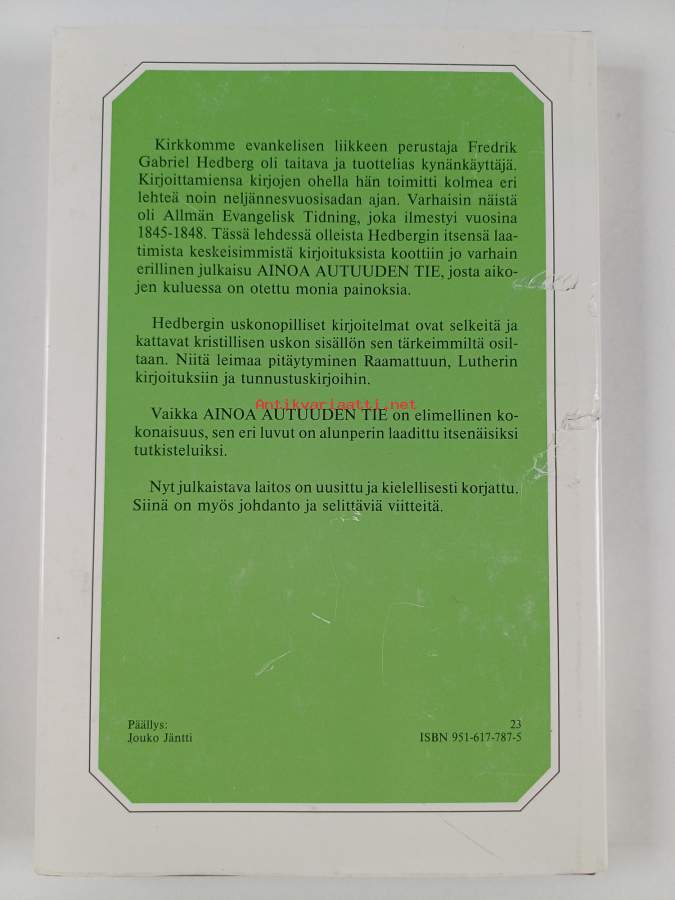 Kirkkomme evankelisen liikkeen perustaja Fredrik
Gabriel Hedberg oli taitava ja tuottelias kynänkäyttäjä.
Kirjoittamiensa kirjojen ohella hän toimitti kolmea eri
lehteä noin neljännesvuosisadan ajan. Varhaisin näistä
oli Allmän Evangelisk Tidning, joka ilmestyi vuosina
1845-1848. Tässä lehdessä olleista Hedbergin itsensä laa-
timista keskeisimmistä kirjoituksista koottiin jo varhain
erillinen julkaisu AINOA AUTUUDEN TIE, josta aiko-
jen kuluessa on otettu monia painoksia.
Hedbergin uskonopilliset kirjoitelmat ovat selkeitä ja
kattavat kristillisen uskon sisällön sen tärkeimmiltä osil-
taan. Niitä leimaa pitäytyminen Raamattuun, Lutherin
kirjoituksiin ja tunnustuskirjoihin.
Antikvariaatti.net
Vaikka AINOA AUTUUDEN TIE on elimellinen ko-
konaisuus, sen eri luvut on alunperin laadittu itsenäisiksi
tutkisteluiksi.
Nyt julkaistava laitos on uusittu ja kielellisesti korjattu.
Siinä on myös johdanto ja selittäviä viitteitä.
Päällys:
Jouko Jäntti
23
ISBN 951-617-787-5